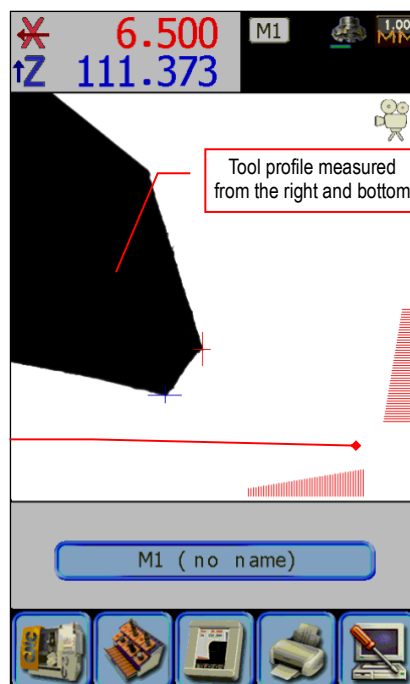 X 6.500
Z 111.373
M1
1.00
MM
Tool profile measured
from the right and bottom
M1 ( no name)
CNC